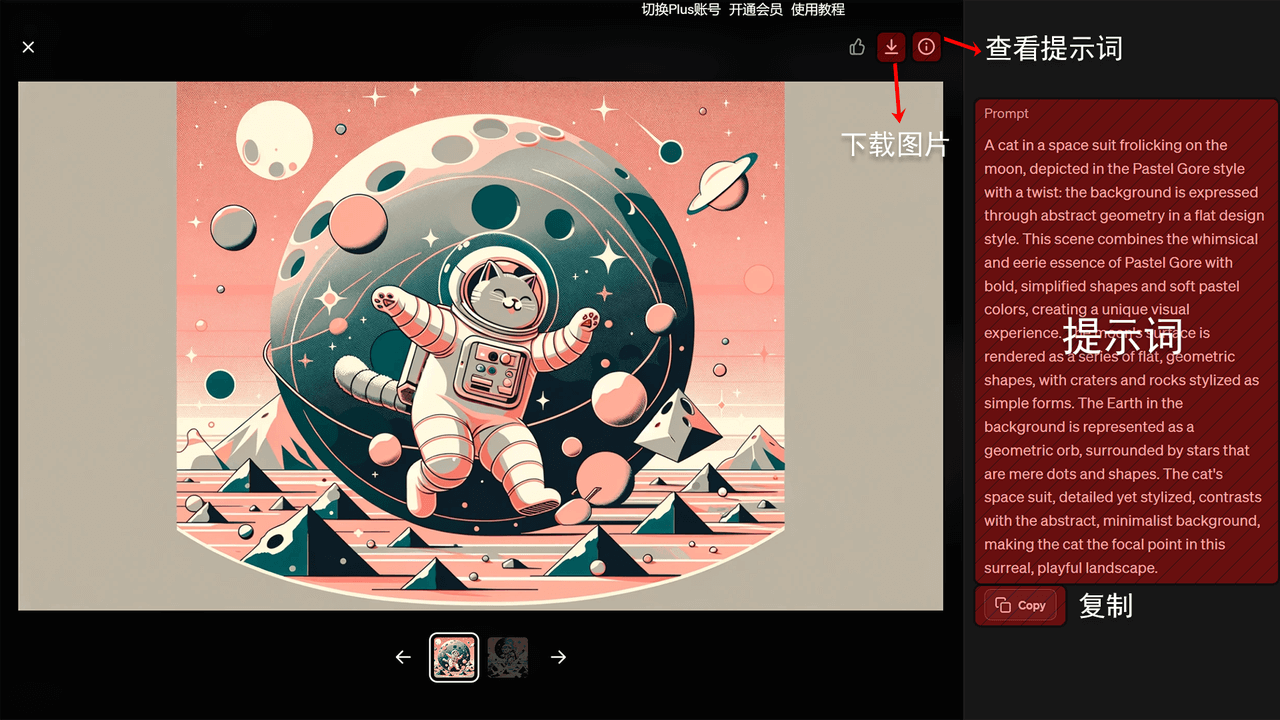 切换Plus账号 开通会员 使用教程
查看提示词
下载图片
Prompt
A cat in a space suit frolicking on the
moon, depicted in the Pastel Gore style
with a twist: the background is expressed
through abstract geometry in a flat design
style. This scene combines the whimsical
and eerie essence of Pastel Gore with
bold, simplified shapes and soft pastel
colors, creating a unique visual
experience. The moon's surface is
提示词
rendered as a series of flat, geometric
shapes, with craters and rocks stylized as
simple forms. The Earth in the
background is represented as a
geometric orb, surrounded by stars that
are mere dots and shapes. The cat's
space suit, detailed yet stylized, contrasts
with the abstract, minimalist background,
making the cat the focal point in this
surreal, playful landscape.
Copy
复制